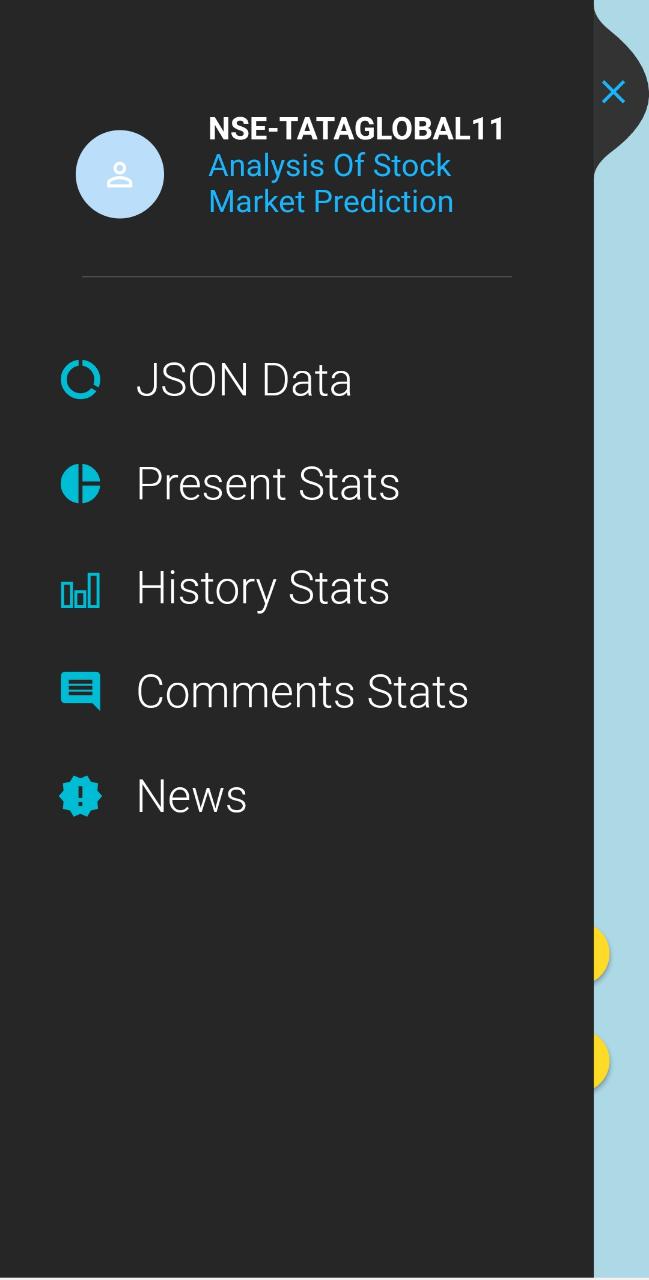 NSE-TATAGLOBAL11
Analysis Of Stock
Market Prediction
JSON Data
Present Stats
History Stats
Comments Stats
News